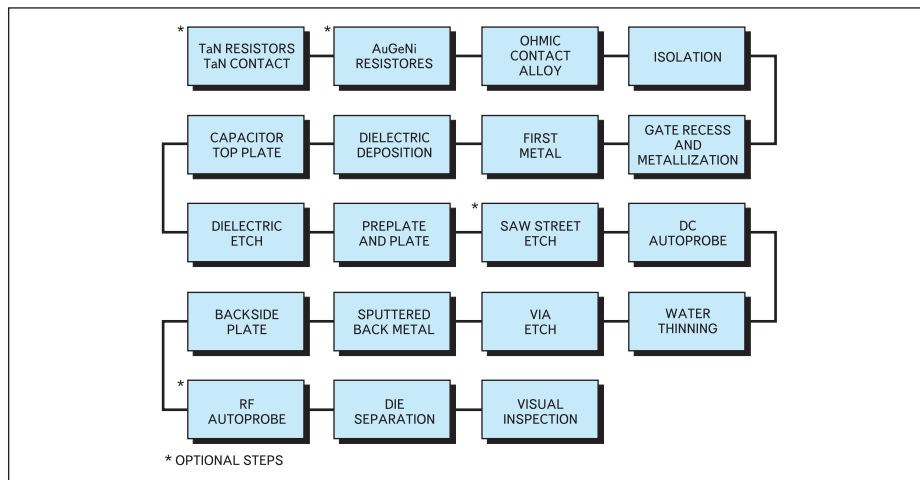 *
TaN RESISTORS
TaN CONTACT
*
AuGeNi
RESISTORES
OHMIC
CONTACT
ALLOY
ISOLATION
CAPACITOR
TOP PLATE
DIELECTRIC
DEPOSITION
FIRST
METAL
GATE RECESS
AND
METALLIZATION
DIELECTRIC
ETCH
PREPLATE
AND PLATE
*
SAW STREET
ETCH
DC
AUTOPROBE
BACKSIDE
PLATE
SPUTTERED
BACK METAL
VIA
ETCH
WATER
THINNING
*
RF
AUTOPROBE
DIE
SEPARATION
VISUAL
INSPECTION
* OPTIONAL STEPS